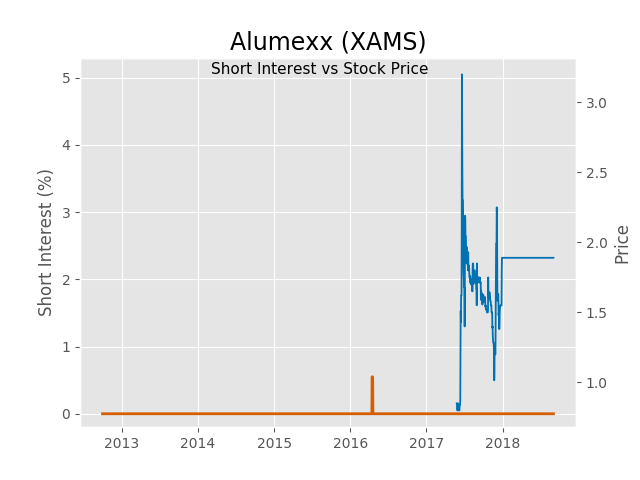 Alumexx (XAMS)
Short Interest vs Stock Price
Short Interest (%)
5
4
3
2
1
0
3.0
2.5
2.0
1.5
1.0
Price
2013 2014 2015 2016 2017 2018